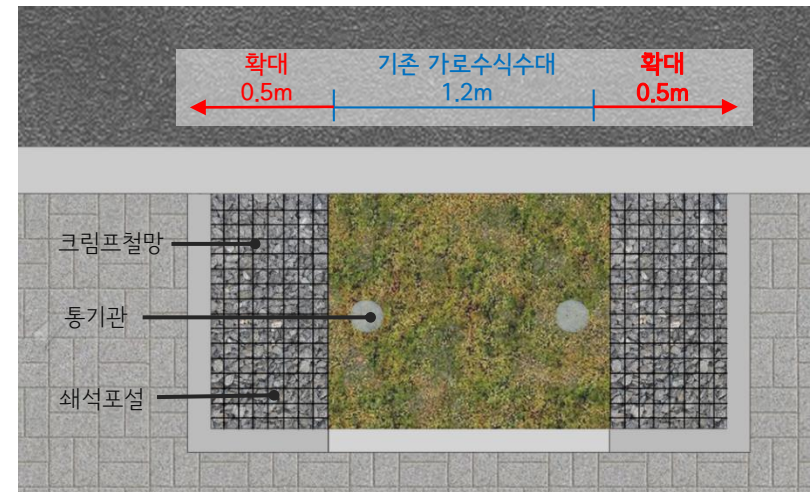 확대
0.5m
기존 가로수식수대
1.2m
확대
0.5m
크림프철망
통기관
쇄석포설